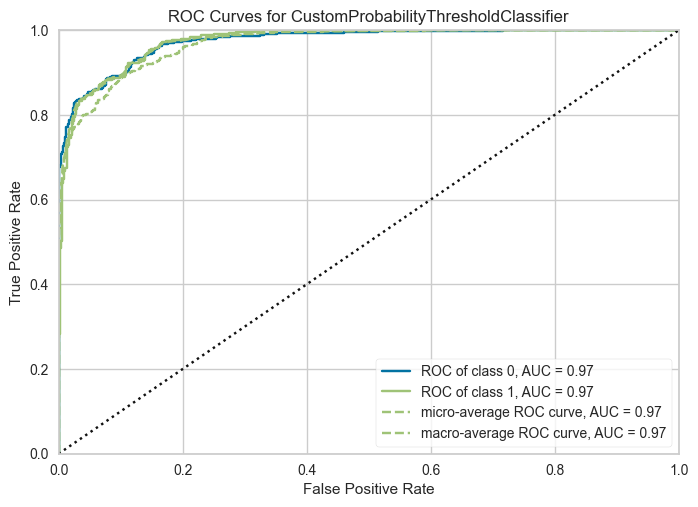 ROC Curves for CustomProbabilityThresholdClassifier
True Positive Rate
1.0
0.8
0.6
0.4
0.2
0.0
ROC of class 0, AUC = 0.97
ROC of class 1, AUC = 0.97
micro-average ROC curve, AUC = 0.97
macro-average ROC curve, AUC = 0.97
0.0 0.2 0.4 0.6 0.8 1.0
False Positive Rate